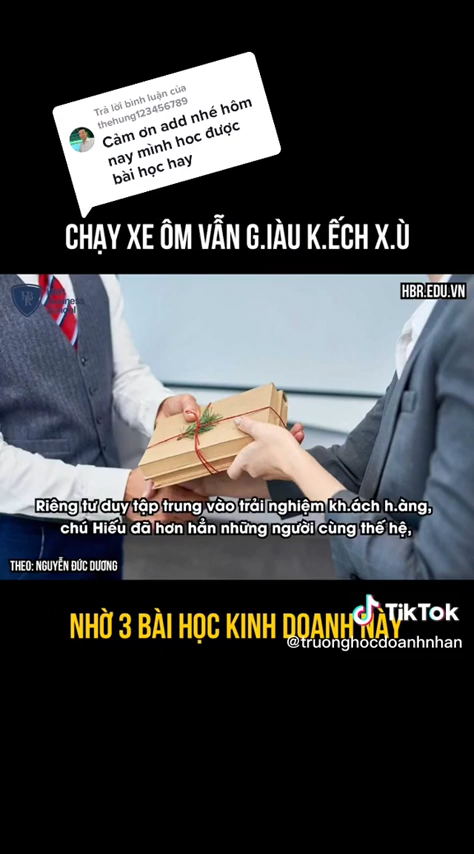 Trả lời bình luận của
thehung123456789
Cảm ơn add nhé hôm
nay mình hoc được
bài học hay
CHẠY XE ÔM VẪN G.IÀU K.ẾCH X.Ù
HBR.EDU.VN
Riêng tư duy tập trung vào trải nghiệm kh.ách h.àng,
chú Hiếu đã hơn hẳn những người cùng thế hệ,
THEO: NGUYỄN ĐỨC DƯƠNG
NHỜ 3 BÀI HỌC KINH DOANH NÀY
TikTok
@truonghocdoanhnhan